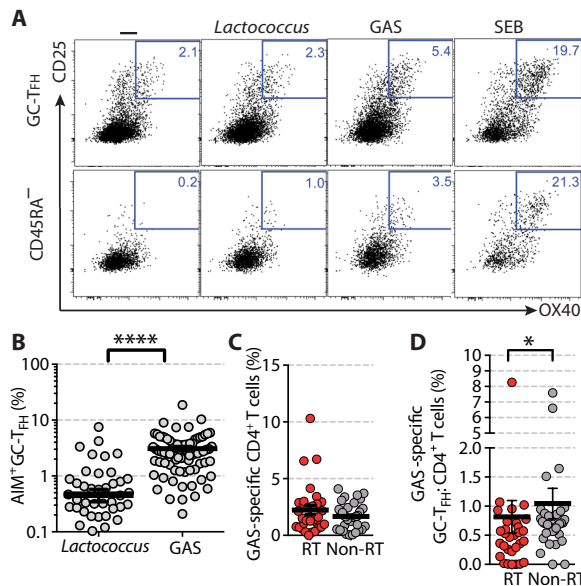 A
— Lactococcus GAS SEB
CD25
GC-TFH
2.1 2.3 5.4 19.7
CD45RA−
0.2 1.0 3.5 21.3
OX40
B
****
AIM+GC-TFH (%)
100
10
1
0.1
Lactococcus GAS
C
GAS-specific CD4+ T cells (%)
15
10
5
0
RT Non-RT
D
*
GAS-specific
GC-TFH: CD4+ T cells (%)
10
9
8
7
6
5
2.0
1.5
1.0
0.5
0.0
RT Non-RT